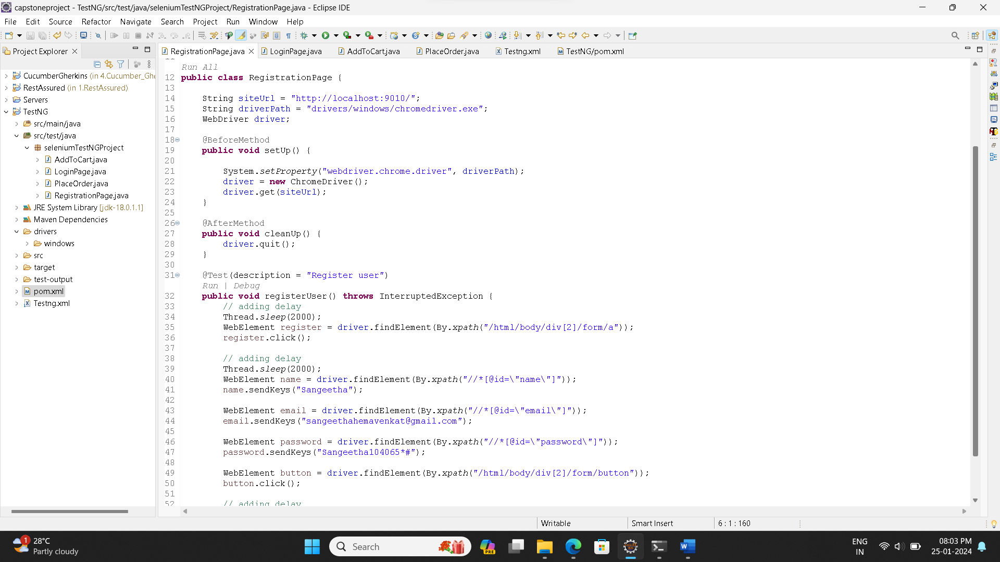 capstoneproject - TestNG/src/test/java/seleniumTestNGProject/RegistrationPage.java - Eclipse IDE
File Edit Source Refactor Navigate Search Project Run Window Help
Project Explorer
RegistrationPage.java
LoginPage.java
AddToCart.java
PlaceOrder.java
Testng.xml
TestNG/pom.xml
CucumberGherkins (in 4.Cucumber_Ghe
RestAssured (in 1.RestAssured)
Servers
TestNG
src/main/java
src/test/java
seleniumTestNGProject
AddToCart.java
LoginPage.java
PlaceOrder.java
RegistrationPage.java
JRE System Library [jdk-18.0.1.1]
Maven Dependencies
drivers
windows
src
target
test-output
pom.xml
Testng.xml
Run All
12 public class RegistrationPage {
13
14 String siteUrl = "http://localhost:9010/";
15 String driverPath = "drivers/windows/chromedriver.exe";
16 WebDriver driver;
17
18 @BeforeMethod
19 public void setUp() {
20
21 System.setProperty("webdriver.chrome.driver", driverPath);
22 driver = new ChromeDriver();
23 driver.get(siteUrl);
24 }
25
26 @AfterMethod
27 public void cleanUp() {
28 driver.quit();
29 }
30
31 @Test(description = "Register user")
Run | Debug
32 public void registerUser() throws InterruptedException {
33 // adding delay
34 Thread.sleep(2000);
35 WebElement register = driver.findElement(By.xpath("/html/body/div[2]/form/a"));
36 register.click();
37
38 // adding delay
39 Thread.sleep(2000);
40 WebElement name = driver.findElement(By.xpath("//*[@id=\"name\"]"));
41 name.sendKeys("Sangeetha");
42
43 WebElement email = driver.findElement(By.xpath("//*[@id=\"email\"]"));
44 email.sendKeys("sangeethahemavenkat@gmail.com");
45
46 WebElement password = driver.findElement(By.xpath("//*[@id=\"password\"]"));
47 password.sendKeys("Sangeetha104065*#");
48
49 WebElement button = driver.findElement(By.xpath("/html/body/div[2]/form/button"));
50 button.click();
51
52 // adding delay
Writable
Smart Insert
6 : 1 : 160
1
28°C
Partly cloudy
Search
PRE
ENG
IN
08:03 PM
25-01-2024